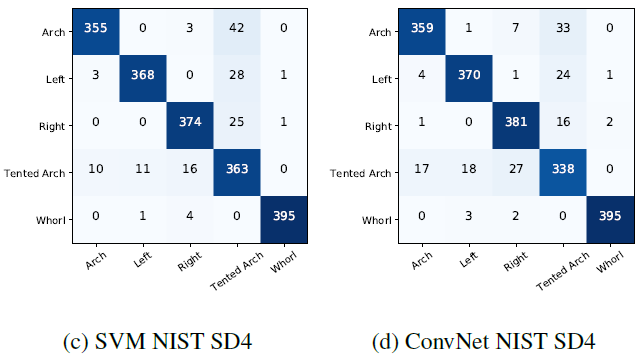 Arch 355 0 3 42 0 Arch 359 1 7 33 0
Left 3 368 0 28 1 Left 4 370 1 24 1
Right 0 0 374 25 1 Right 1 0 381 16 2
Tented Arch 10 11 16 363 0 Tented Arch 17 18 27 338 0
Whorl 0 1 4 0 395 Whorl 0 3 2 0 395
Arch Left Right Tented Arch Whorl Arch Left Right Tented Arch Whorl
(c) SVM NIST SD4 (d) ConvNet NIST SD4